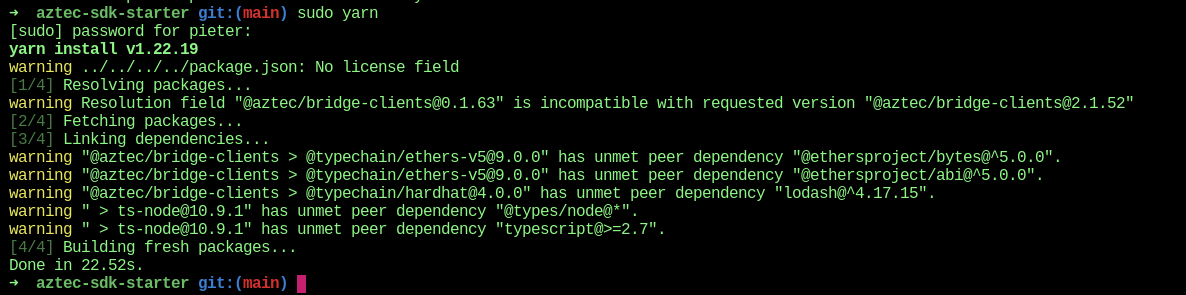 ➜  aztec-sdk-starter git:(main) sudo yarn
[sudo] password for pieter:
yarn install v1.22.19
warning ../../../../package.json: No license field
[1/4] Resolving packages...
warning Resolution field "@aztec/bridge-clients@0.1.63" is incompatible with requested version "@aztec/bridge-clients@2.1.52"
[2/4] Fetching packages...
[3/4] Linking dependencies...
warning "@aztec/bridge-clients > @typechain/ethers-v5@9.0.0" has unmet peer dependency "@ethersproject/bytes@^5.0.0".
warning "@aztec/bridge-clients > @typechain/ethers-v5@9.0.0" has unmet peer dependency "@ethersproject/abi@^5.0.0".
warning "@aztec/bridge-clients > @typechain/hardhat@4.0.0" has unmet peer dependency "lodash@^4.17.15".
warning " > ts-node@10.9.1" has unmet peer dependency "@types/node@*".
warning " > ts-node@10.9.1" has unmet peer dependency "typescript@>=2.7".
[4/4] Building fresh packages...
Done in 22.52s.
➜  aztec-sdk-starter git:(main)